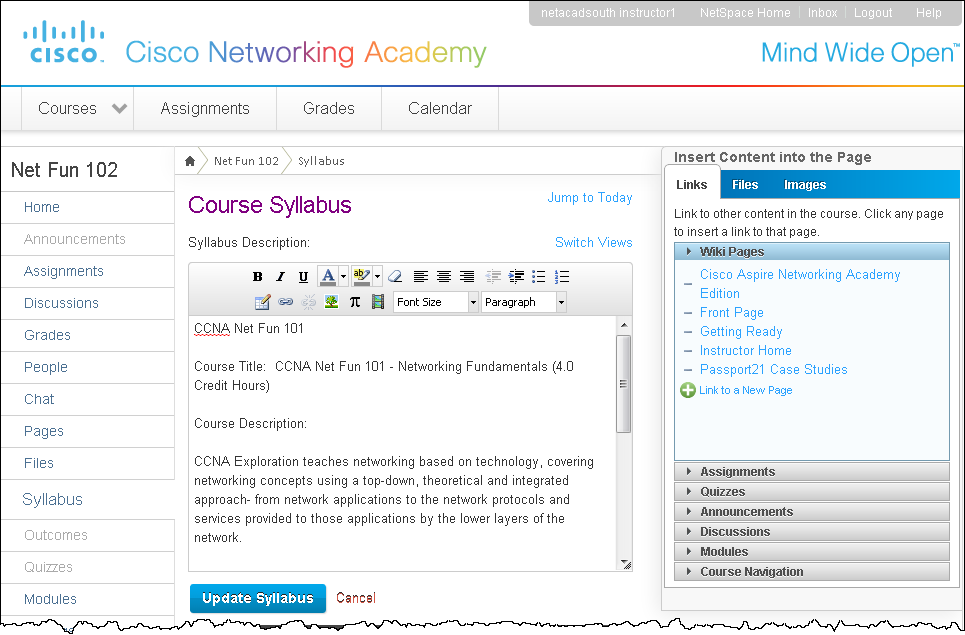 netacadsouth instructor1 NetSpace Home Inbox Logout Help
CISCO. Cisco Networking Academy
Mind Wide Open™
Courses Assignments Grades Calendar
Net Fun 102
Home
Announcements
Assignments
Discussions
Grades
People
Chat
Pages
Files
Syllabus
Outcomes
Quizzes
Modules
Net Fun 102 Syllabus
Course Syllabus
Jump to Today
Syllabus Description:
Switch Views
B I U A ab
π Font Size Paragraph
CCNA Net Fun 101
Course Title: CCNA Net Fun 101 - Networking Fundamentals (4.0
Credit Hours)
Course Description:
CCNA Exploration teaches networking based on technology, covering
networking concepts using a top-down, theoretical and integrated
approach- from network applications to the network protocols and
services provided to those applications by the lower layers of the
network.
Update Syllabus Cancel
Insert Content into the Page
Links Files Images
Link to other content in the course. Click any page
to insert a link to that page.
Wiki Pages
Cisco Aspire Networking Academy
Edition
Front Page
Getting Ready
Instructor Home
Passport21 Case Studies
Link to a New Page
Assignments
Quizzes
Announcements
Discussions
Modules
Course Navigation